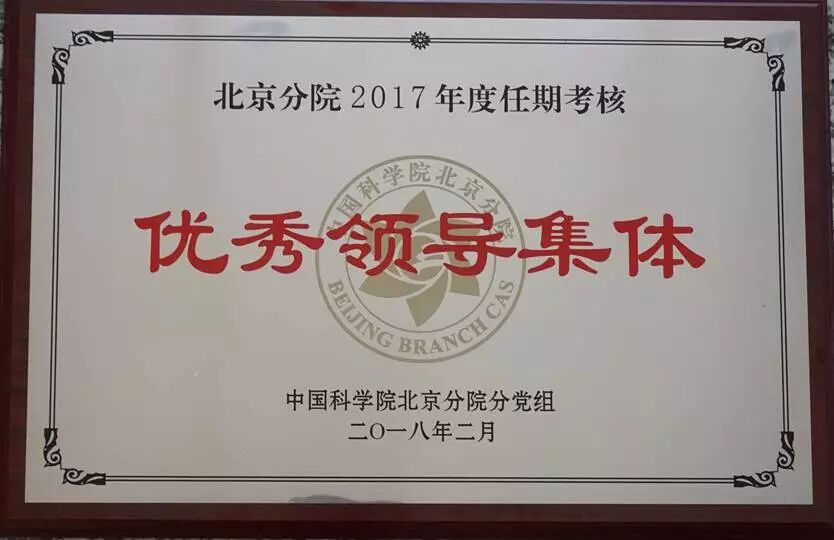 北京分院2017年度任期考核
中国科学院北京分院
优秀领导集体
BEIJING BRANCH CAS
中国科学院北京分院分党组
二〇一八年二月